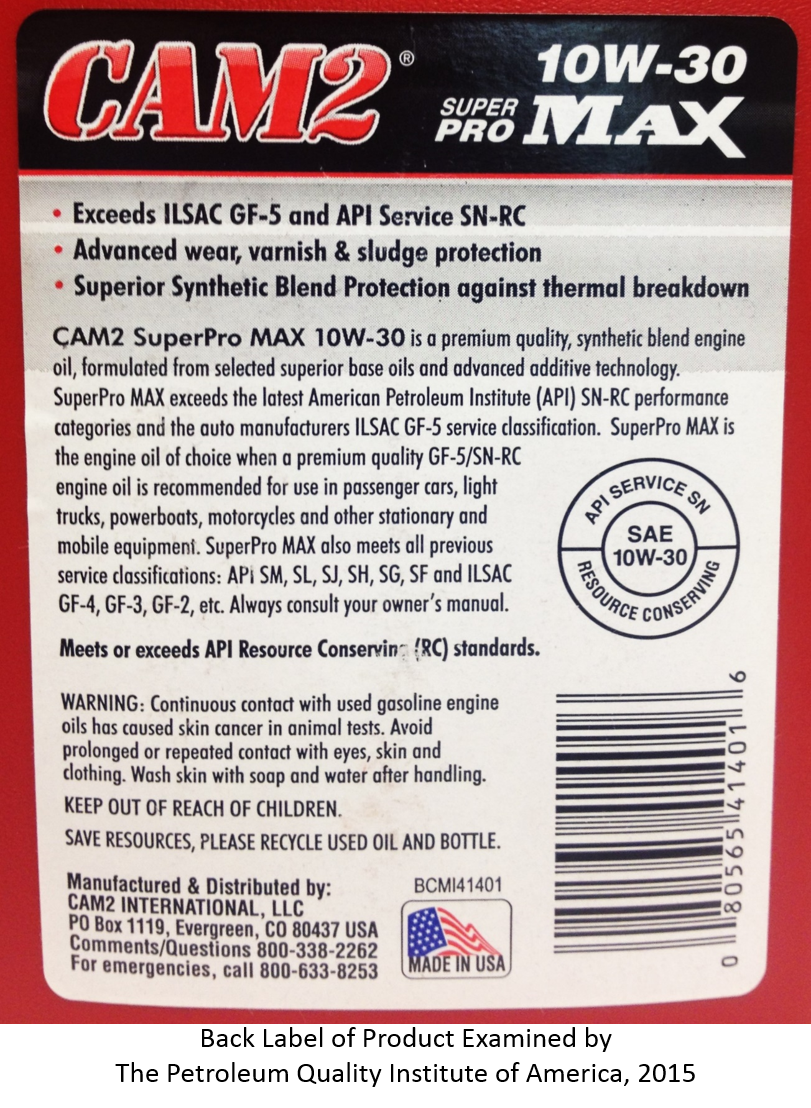 CAM2®
10W-30
SUPER PRO MAX
• Exceeds ILSAC GF-5 and API Service SN-RC
• Advanced wear, varnish & sludge protection
• Superior Synthetic Blend Protection against thermal breakdown
CAM2 SuperPro MAX 10W-30 is a premium quality, synthetic blend engine
oil, formulated from selected superior base oils and advanced additive technology.
SuperPro MAX exceeds the latest American Petroleum Institute (API) SN-RC performance
categories and the auto manufacturers ILSAC GF-5 service classification. SuperPro MAX is
the engine oil of choice when a premium quality GF-5/SN-RC
engine oil is recommended for use in passenger cars, light
trucks, powerboats, motorcycles and other stationary and
mobile equipment. SuperPro MAX also meets all previous
service classifications: API SM, SL, SJ, SH, SG, SF and ILSAC
GF-4, GF-3, GF-2, etc. Always consult your owner's manual.
API SERVICE SN
SAE
10W-30
RESOURCE CONSERVING
Meets or exceeds API Resource Conserving (RC) standards.
WARNING: Continuous contact with used gasoline engine
oils has caused skin cancer in animal tests. Avoid
prolonged or repeated contact with eyes, skin and
clothing. Wash skin with soap and water after handling.
KEEP OUT OF REACH OF CHILDREN.
SAVE RESOURCES, PLEASE RECYCLE USED OIL AND BOTTLE.
Manufactured & Distributed by:
CAM2 INTERNATIONAL, LLC
PO Box 1119, Evergreen, CO 80437 USA
Comments/Questions 800-338-2262
For emergencies, call 800-633-8253
BCMI41401
MADE IN USA
0 80565 41401 6
Back Label of Product Examined by
The Petroleum Quality Institute of America, 2015